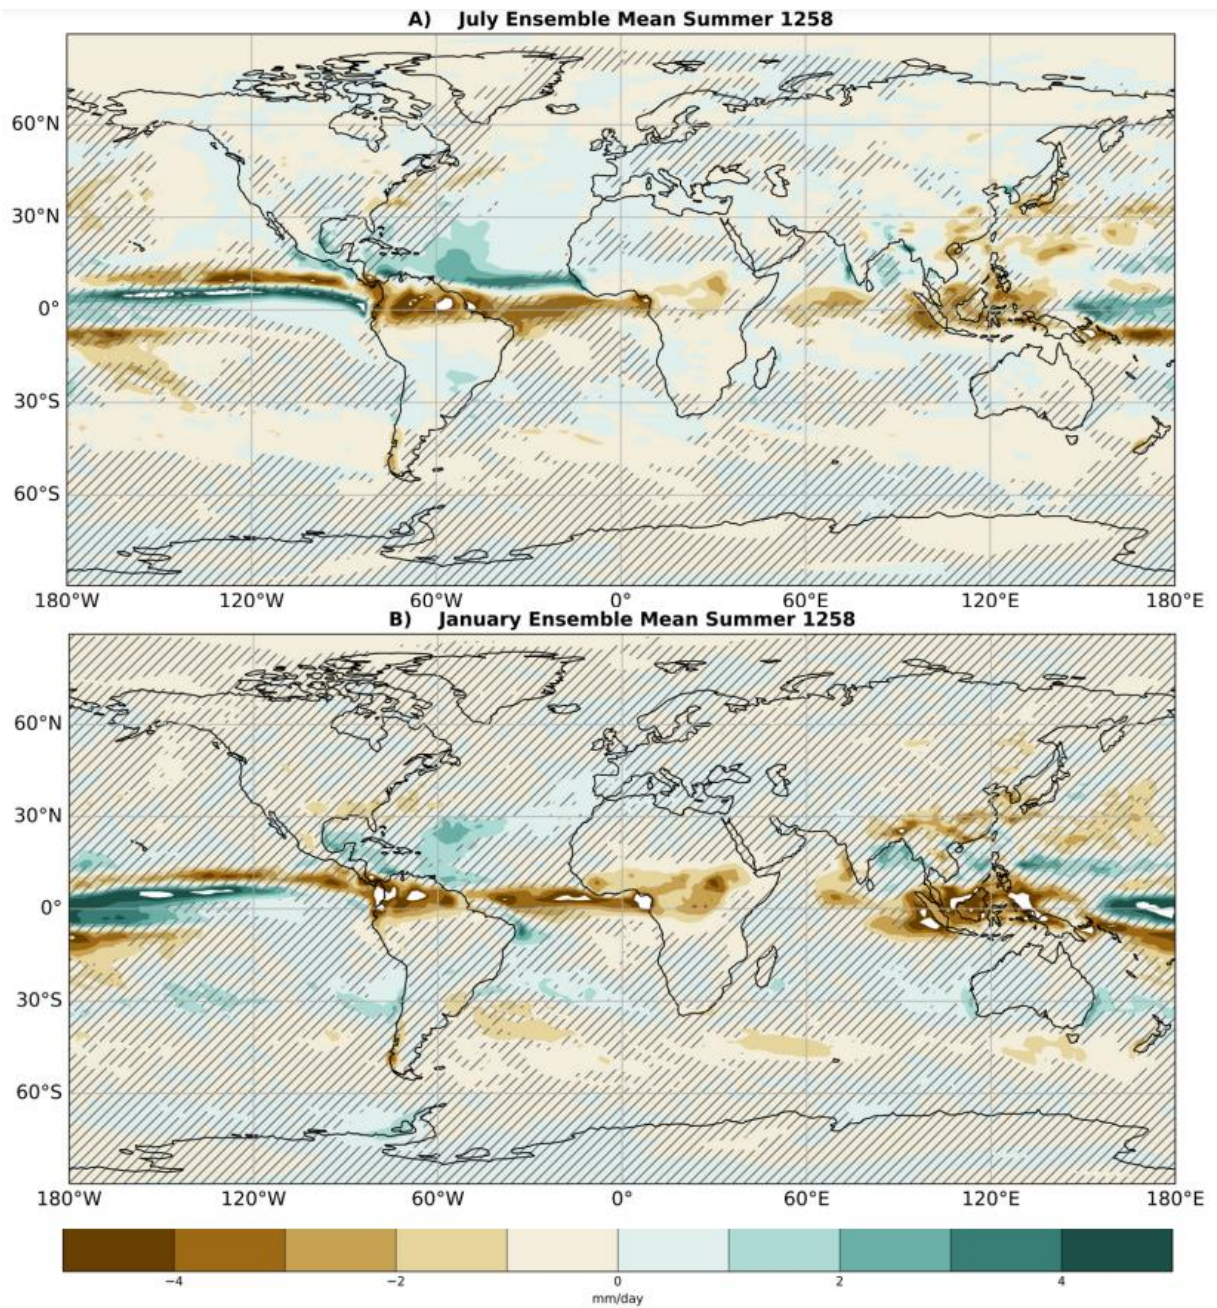 A) July Ensemble Mean Summer 1258
60°N
30°N
0°
30°S
60°S
180°W 120°W 60°W 0° 60°E 120°E 180°E
B) January Ensemble Mean Summer 1258
60°N
30°N
0°
30°S
60°S
180°W 120°W 60°W 0° 60°E 120°E 180°E
−4 −2 0 2 4
mm/day